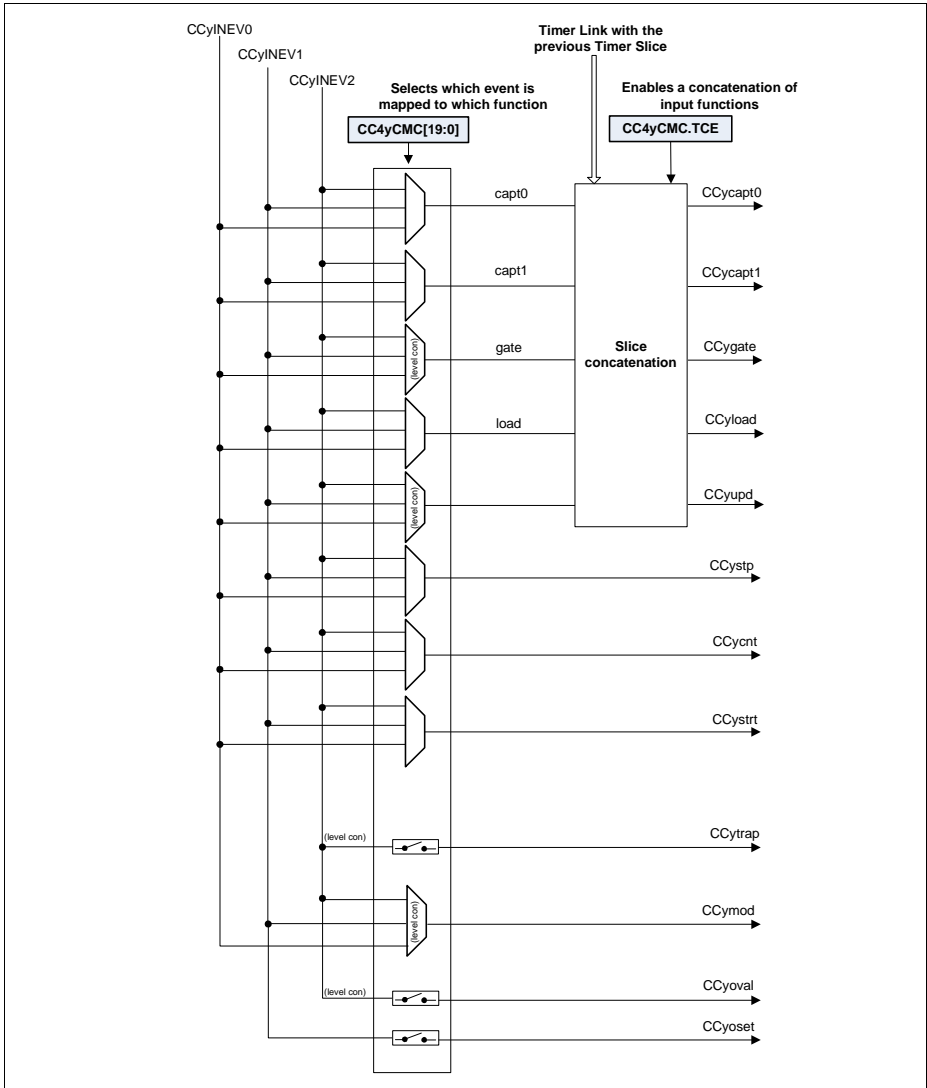 CCyINEV0
CCyINEV1
CCyINEV2
Timer Link with the
previous Timer Slice
Selects which event is
mapped to which function
CC4yCMC[19:0]
Enables a concatenation of
input functions
CC4yCMC.TCE
capt0
CCycapt0
capt1
CCycapt1
(level con)
gate
Slice
concatenation
CCygate
load
CCyload
(level con)
CCyupd
CCystp
CCycnt
CCystrt
(level con)
CCytrap
(level con)
CCymod
(level con)
CCyoval
CCyoset